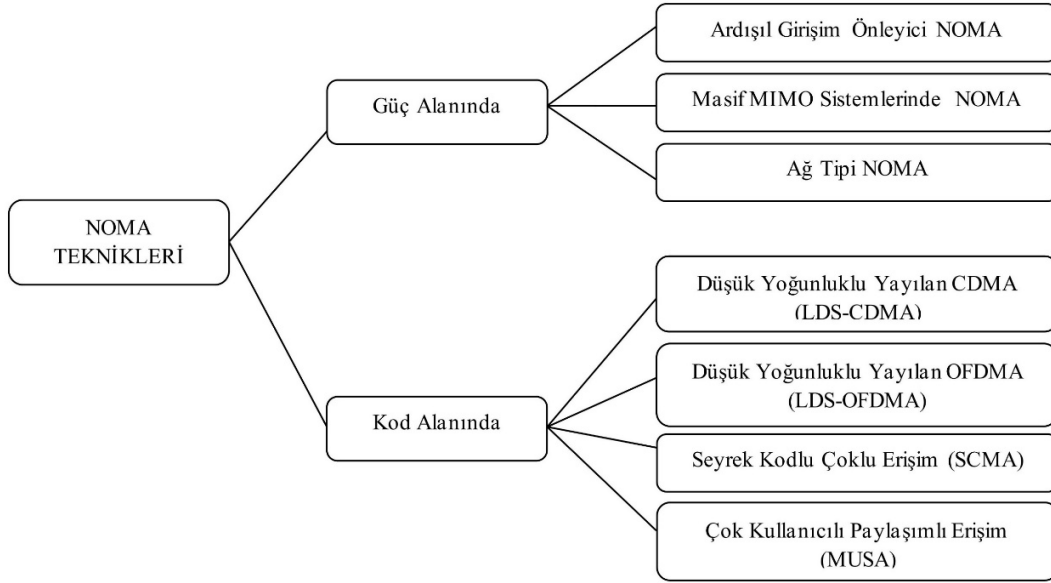 NOMA
TEKNİKLERİ
Güç Alanında
Ardışıl Girişim Önleyici NOMA
Masif MIMO Sistemlerinde NOMA
Ağ Tipi NOMA
Kod Alanında
Düşük Yoğunluklu Yayılan CDMA
(LDS-CDMA)
Düşük Yoğunluklu Yayılan OFDMA
(LDS-OFDMA)
Seyrek Kodlu Çoklu Erişim (SCMA)
Çok Kullanıcılı Paylaşımlı Erişim
(MUSA)